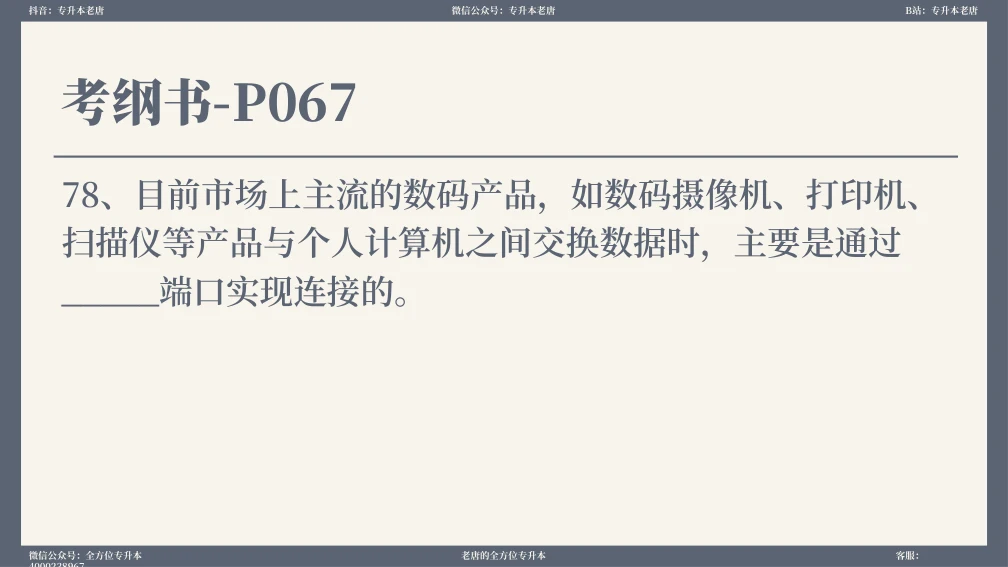 抖音：专升本老唐
微信公众号：专升本老唐
B站：专升本老唐
考纲书-P067
78、目前市场上主流的数码产品，如数码摄像机、打印机、
扫描仪等产品与个人计算机之间交换数据时，主要是通过
______端口实现连接的。
微信公众号：全方位专升本
老唐的全方位专升本
客服：
4000238967